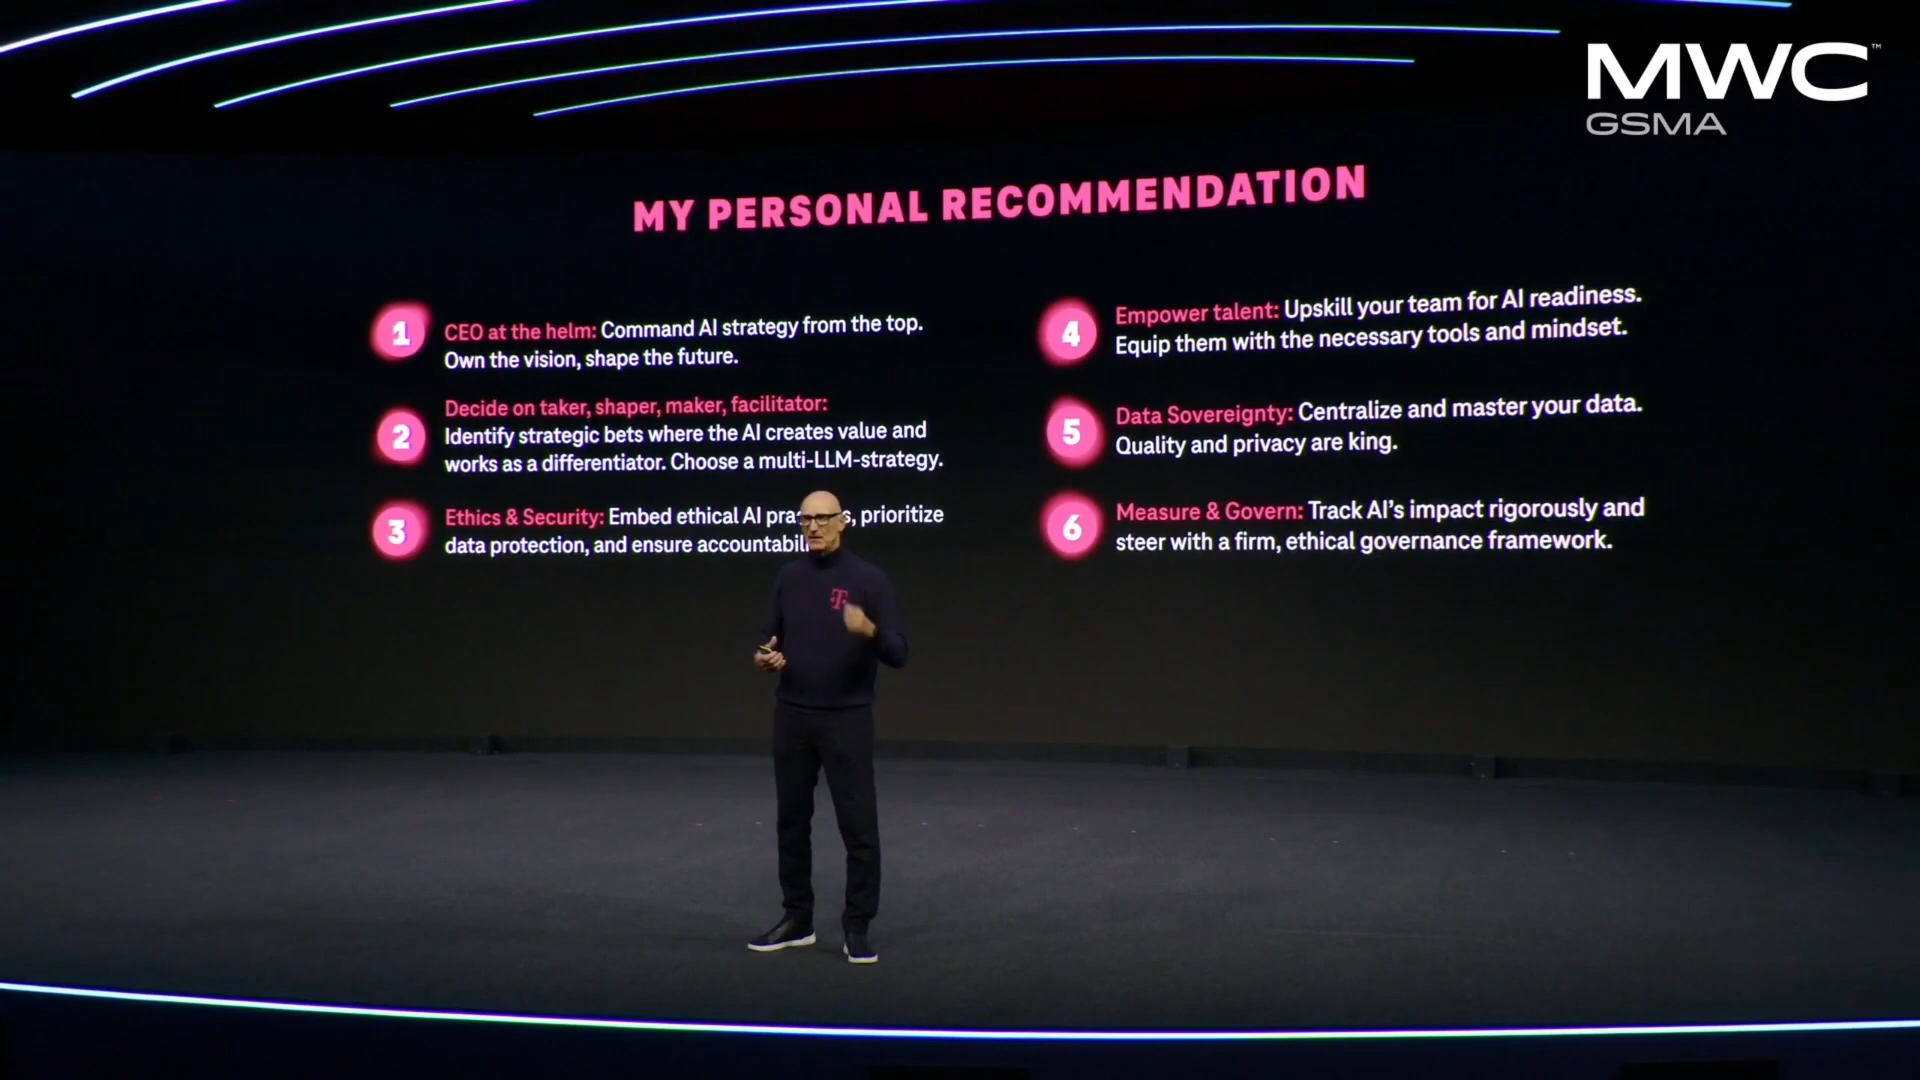 MWC™
GSMA
MY PERSONAL RECOMMENDATION
1
CEO at the helm: Command AI strategy from the top.
Own the vision, shape the future.
2
Decide on taker, shaper, maker, facilitator:
Identify strategic bets where the AI creates value and
works as a differentiator. Choose a multi-LLM-strategy.
3
Ethics & Security: Embed ethical AI , prioritize
data protection, and ensure
4
Empower talent: Upskill your team for AI readiness.
Equip them with the necessary tools and mindset.
5
Data Sovereignty: Centralize and master your data.
Quality and privacy are king.
6
Measure & Govern: Track AI's impact rigorously and
steer with a firm, ethical governance framework.
T